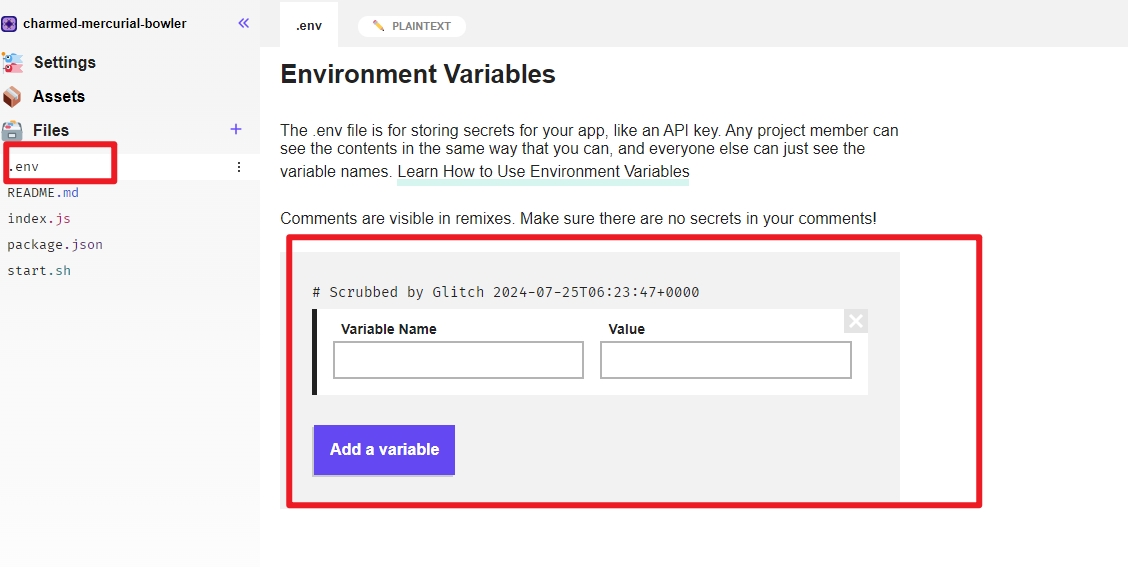 charmed-mercurial-bowler
«
Settings
Assets
Files
+
.env
README.md
index.js
package.json
start.sh
.env
PLAINTEXT
Environment Variables
The .env file is for storing secrets for your app, like an API key. Any project member can
see the contents in the same way that you can, and everyone else can just see the
variable names. Learn How to Use Environment Variables
Comments are visible in remixes. Make sure there are no secrets in your comments!
# Scrubbed by Glitch 2024-07-25T06:23:47+0000
Variable Name Value
Add a variable